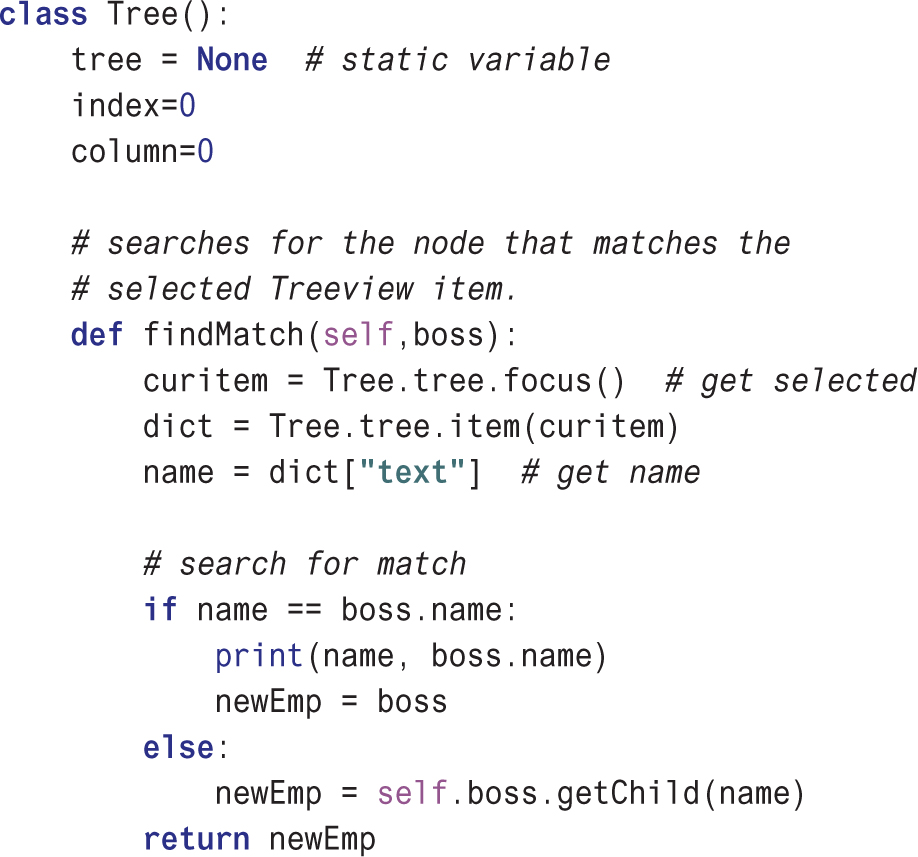 class Tree():
    tree = None  # static variable
    index=0
    column=0

    # searches for the node that matches the
    # selected Treeview item.
    def findMatch(self,boss):
        curitem = Tree.tree.focus()  # get selected
        dict = Tree.tree.item(curitem)
        name = dict["text"]  # get name

        # search for match
        if name == boss.name:
            print(name, boss.name)
            newEmp = boss
        else:
            newEmp = self.boss.getChild(name)
        return newEmp